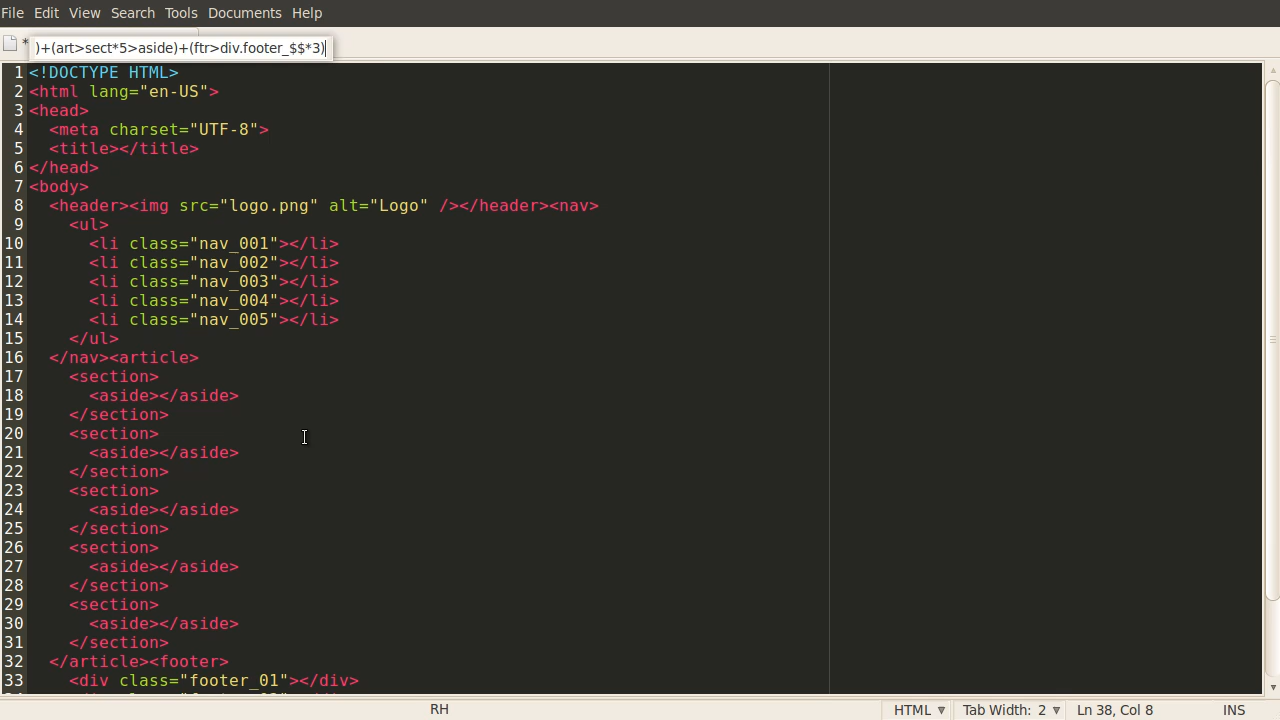 File Edit View Search Tools Documents Help
*
)+(art>sect*5>aside)+(ftr>div.footer_$$*3)
1 <!DOCTYPE HTML>
2 <html lang="en-US">
3 <head>
4   <meta charset="UTF-8">
5   <title></title>
6 </head>
7 <body>
8   <header><img src="logo.png" alt="Logo" /></header><nav>
9     <ul>
10       <li class="nav_001"></li>
11       <li class="nav_002"></li>
12       <li class="nav_003"></li>
13       <li class="nav_004"></li>
14       <li class="nav_005"></li>
15     </ul>
16   </nav><article>
17     <section>
18       <aside></aside>
19     </section>
20     <section>
21       <aside></aside>
22     </section>
23     <section>
24       <aside></aside>
25     </section>
26     <section>
27       <aside></aside>
28     </section>
29     <section>
30       <aside></aside>
31     </section>
32   </article><footer>
33     <div class="footer_01"></div>
RH HTML Tab Width: 2 Ln 38, Col 8 INS